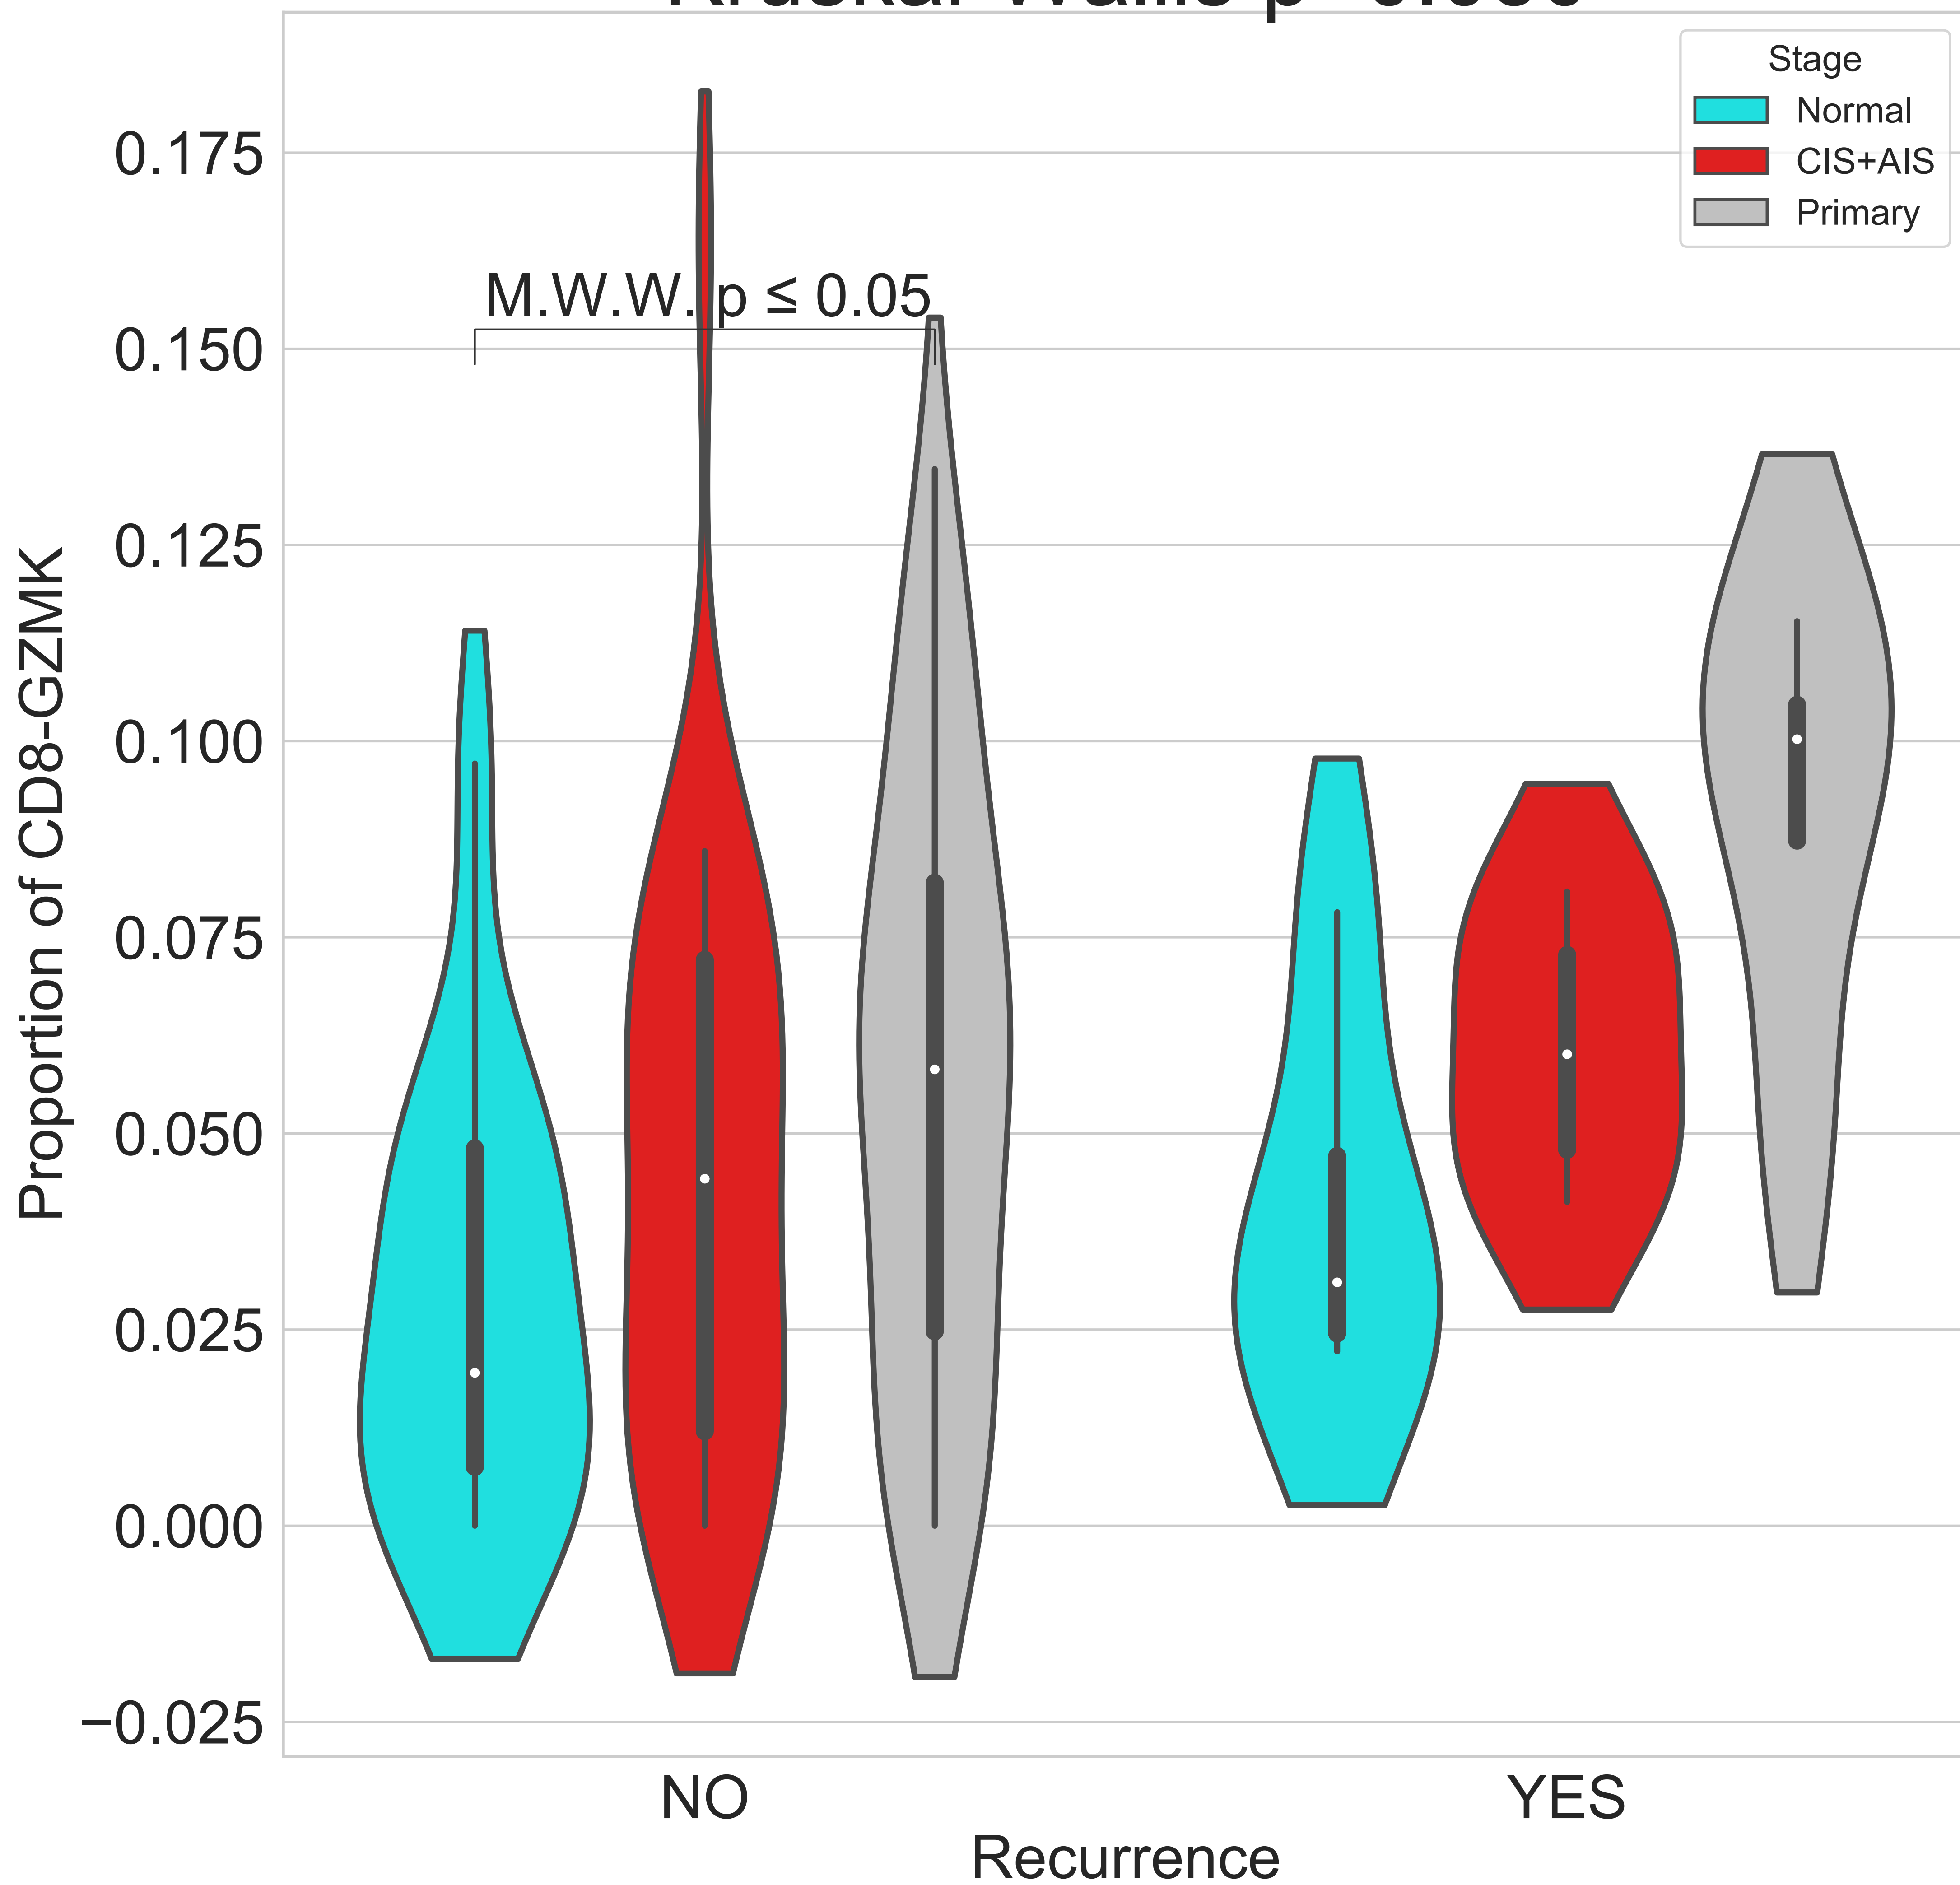 Stage
Normal
CIS+AIS
Primary
M.W.W. p ≤ 0.05
0.175
0.150
0.125
0.100
0.075
0.050
0.025
0.000
−0.025
Proportion of CD8-GZMK
NO
YES
Recurrence